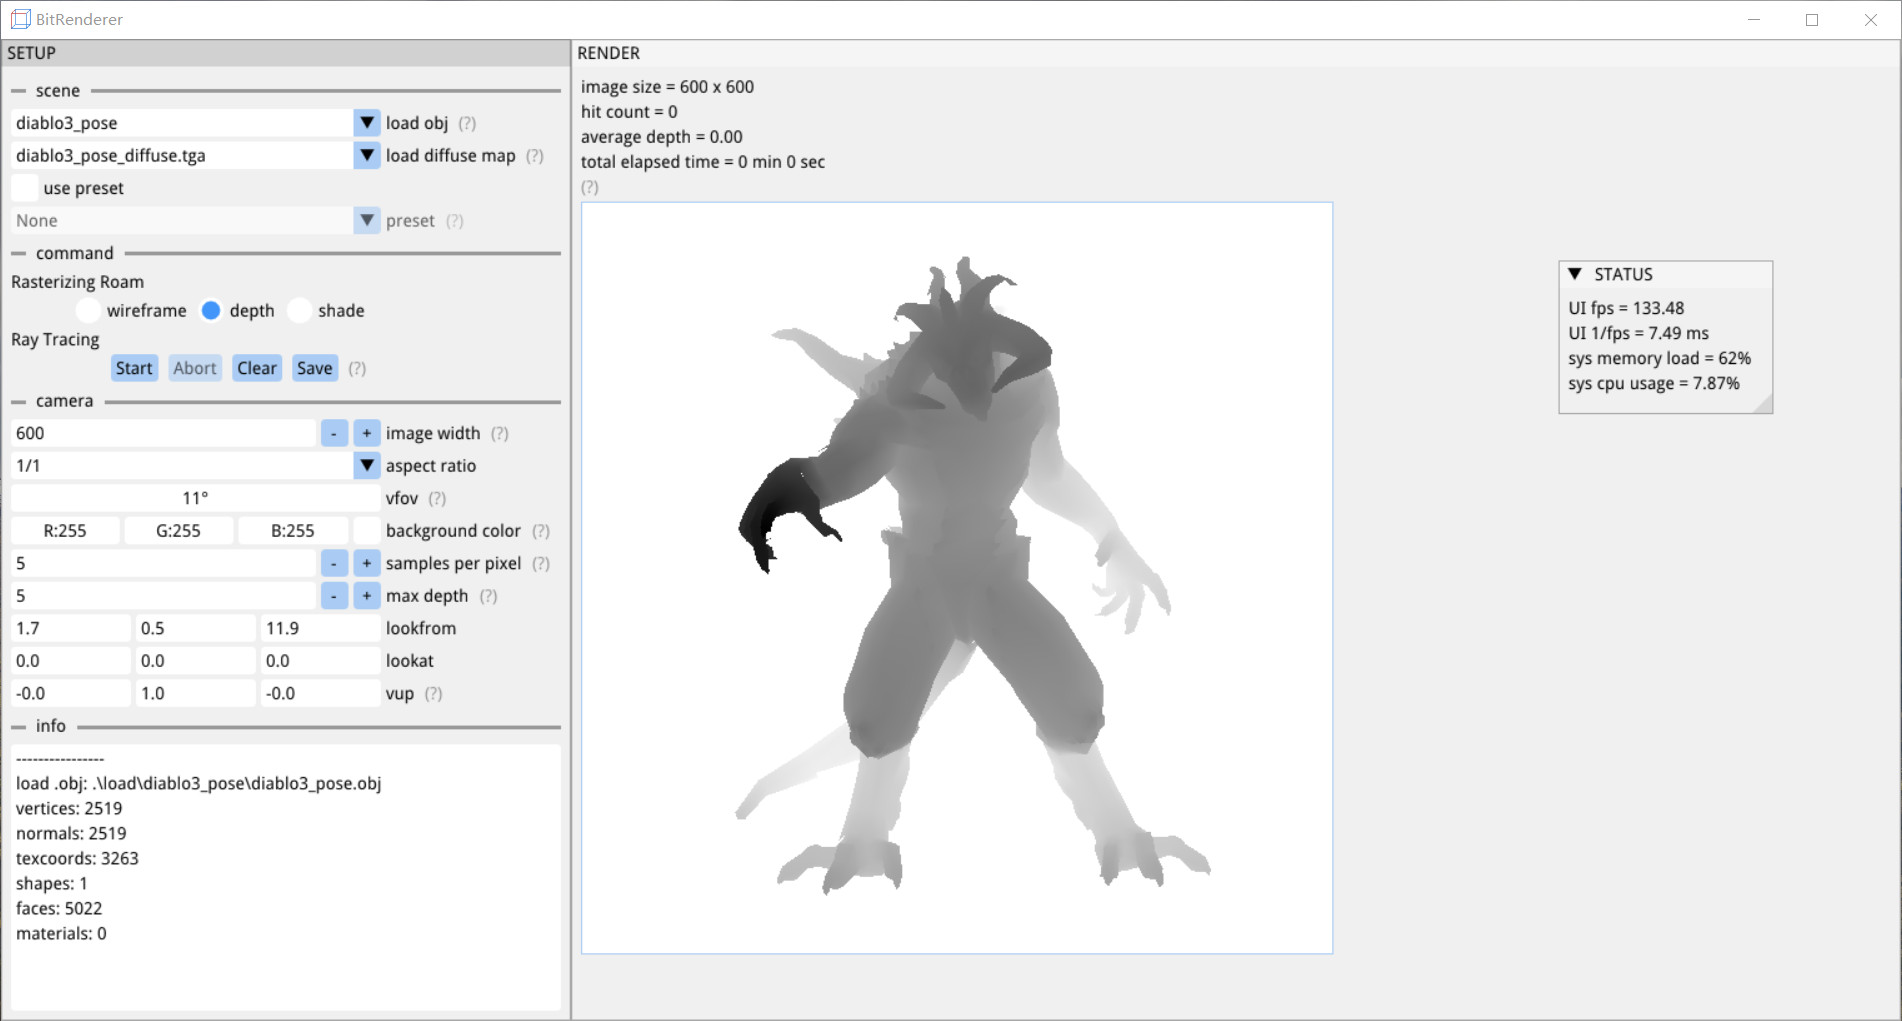 BitRenderer
SETUP
scene
diablo3_pose load obj (?)
diablo3_pose_diffuse.tga load diffuse map (?)
use preset
None preset (?)
command
Rasterizing Roam
wireframe depth shade
Ray Tracing
Start Abort Clear Save (?)
camera
600 - + image width (?)
1/1 aspect ratio
11° vfov (?)
R:255 G:255 B:255 background color (?)
5 - + samples per pixel (?)
5 - + max depth (?)
1.7 0.5 11.9 lookfrom
0.0 0.0 0.0 lookat
-0.0 1.0 -0.0 vup (?)
info
----------------
load .obj: .\load\diablo3_pose\diablo3_pose.obj
vertices: 2519
normals: 2519
texcoords: 3263
shapes: 1
faces: 5022
materials: 0
RENDER
image size = 600 x 600
hit count = 0
average depth = 0.00
total elapsed time = 0 min 0 sec
(?)
STATUS
UI fps = 133.48
UI 1/fps = 7.49 ms
sys memory load = 62%
sys cpu usage = 7.87%